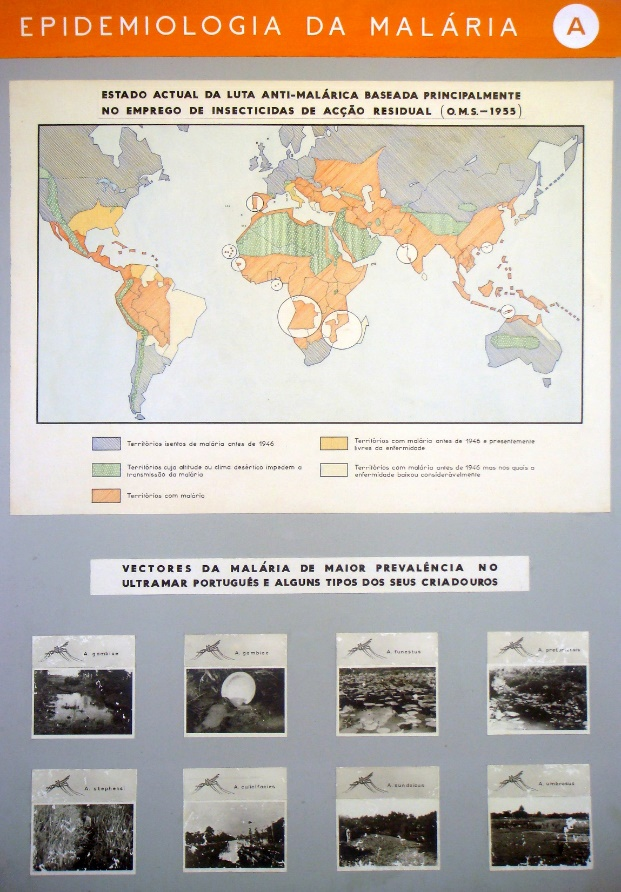 EPIDEMIOLOGIA DA MALÁRIA A
ESTADO ACTUAL DA LUTA ANTI-MALÁRICA BASEADA PRINCIPALMENTE
NO EMPREGO DE INSECTICIDAS DE ACÇÃO RESIDUAL (O.M.S.—1955)
Territórios isentos de malária antes de 1946
Territórios cuja altitude ou clima desértico impedem a
transmissão da malária
Territórios com malária
Territórios com malária antes de 1946 e presentemente
livres da enfermidade
Territórios com malária antes de 1946 mas nos quais a
enfermidade baixou consideràvelmente
VECTORES DA MALÁRIA DE MAIOR PREVALÊNCIA NO
ULTRAMAR PORTUGUÊS E ALGUNS TIPOS DOS SEUS CRIADOUROS
A. gambiae
A. gambiae
A. funestus
A.
A. stephensi
A. culicifacies
A. sundaicus
A. umbrosus